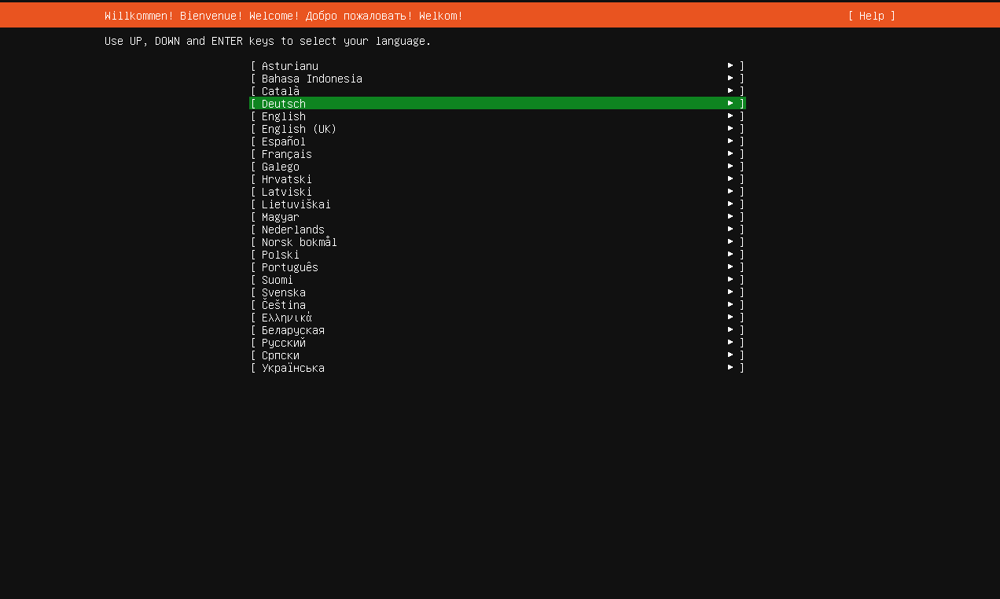 Willkommen! Bienvenue! Welcome! Добро пожаловать! Welkom! [ Help ]
Use UP, DOWN and ENTER keys to select your language.
[ Asturianu ▸ ]
[ Bahasa Indonesia ▸ ]
[ Català ▸ ]
[ Deutsch ▸ ]
[ English ▸ ]
[ English (UK) ▸ ]
[ Español ▸ ]
[ Français ▸ ]
[ Galego ▸ ]
[ Hrvatski ▸ ]
[ Latviski ▸ ]
[ Lietuviškai ▸ ]
[ Magyar ▸ ]
[ Nederlands ▸ ]
[ Norsk bokmål ▸ ]
[ Polski ▸ ]
[ Português ▸ ]
[ Suomi ▸ ]
[ Svenska ▸ ]
[ Čeština ▸ ]
[ Ελληνικά ▸ ]
[ Беларуская ▸ ]
[ Русский ▸ ]
[ Српски ▸ ]
[ Українська ▸ ]